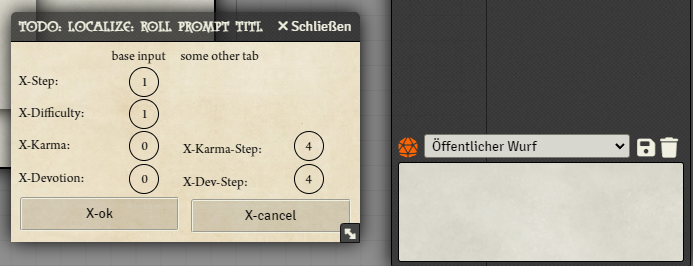 TODO: LOCALIZE: ROLL PROMPT TITL
✕ Schließen
base input some other tab
X-Step: 1
X-Difficulty: 1
X-Karma: 0 X-Karma-Step: 4
X-Devotion: 0 X-Dev-Step: 4
X-ok X-cancel
Öffentlicher Wurf